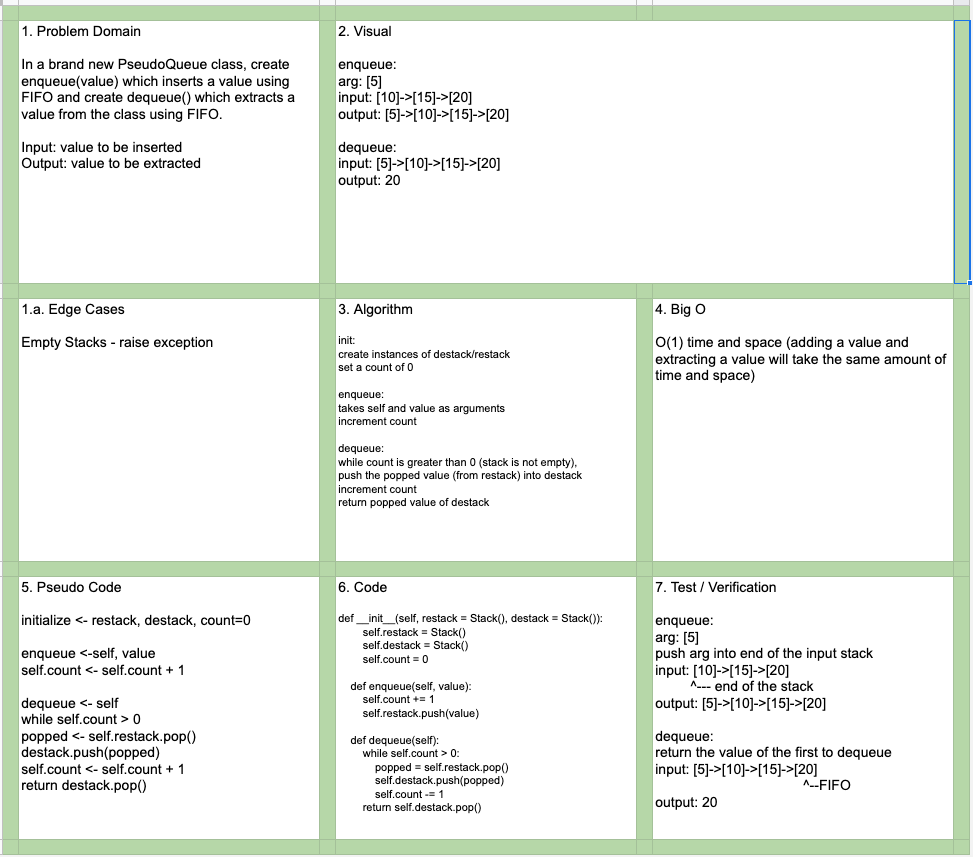 1. Problem Domain
In a brand new PseudoQueue class, create
enqueue(value) which inserts a value using
FIFO and create dequeue() which extracts a
value from the class using FIFO.
Input: value to be inserted
Output: value to be extracted
2. Visual
enqueue:
arg: [5]
input: [10]->[15]->[20]
output: [5]->[10]->[15]->[20]
dequeue:
input: [5]->[10]->[15]->[20]
output: 20
1.a. Edge Cases
Empty Stacks - raise exception
3. Algorithm
init:
create instances of destack/restack
set a count of 0
enqueue:
takes self and value as arguments
increment count
dequeue:
while count is greater than 0 (stack is not empty),
push the popped value (from restack) into destack
increment count
return popped value of destack
4. Big O
O(1) time and space (adding a value and
extracting a value will take the same amount of
time and space)
5. Pseudo Code
initialize <- restack, destack, count=0
enqueue <-self, value
self.count <- self.count + 1
dequeue <- self
while self.count > 0
popped <- self.restack.pop()
destack.push(popped)
self.count <- self.count + 1
return destack.pop()
6. Code
def __init__(self, restack = Stack(), destack = Stack()):
self.restack = Stack()
self.destack = Stack()
self.count = 0
def enqueue(self, value):
self.count += 1
self.restack.push(value)
def dequeue(self):
while self.count > 0:
popped = self.restack.pop()
self.destack.push(popped)
self.count -= 1
return self.destack.pop()
7. Test / Verification
enqueue:
arg: [5]
push arg into end of the input stack
input: [10]->[15]->[20]
^--- end of the stack
output: [5]->[10]->[15]->[20]
dequeue:
return the value of the first to dequeue
input: [5]->[10]->[15]->[20]
^--FIFO
output: 20